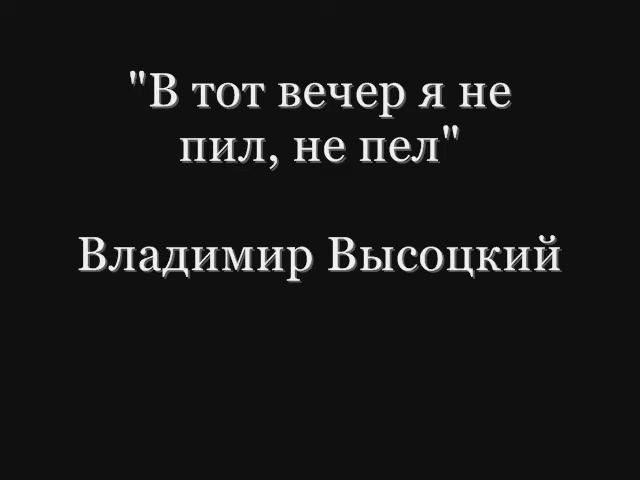 "В тот вечер я не
пил, не пел"
Владимир Высоцкий